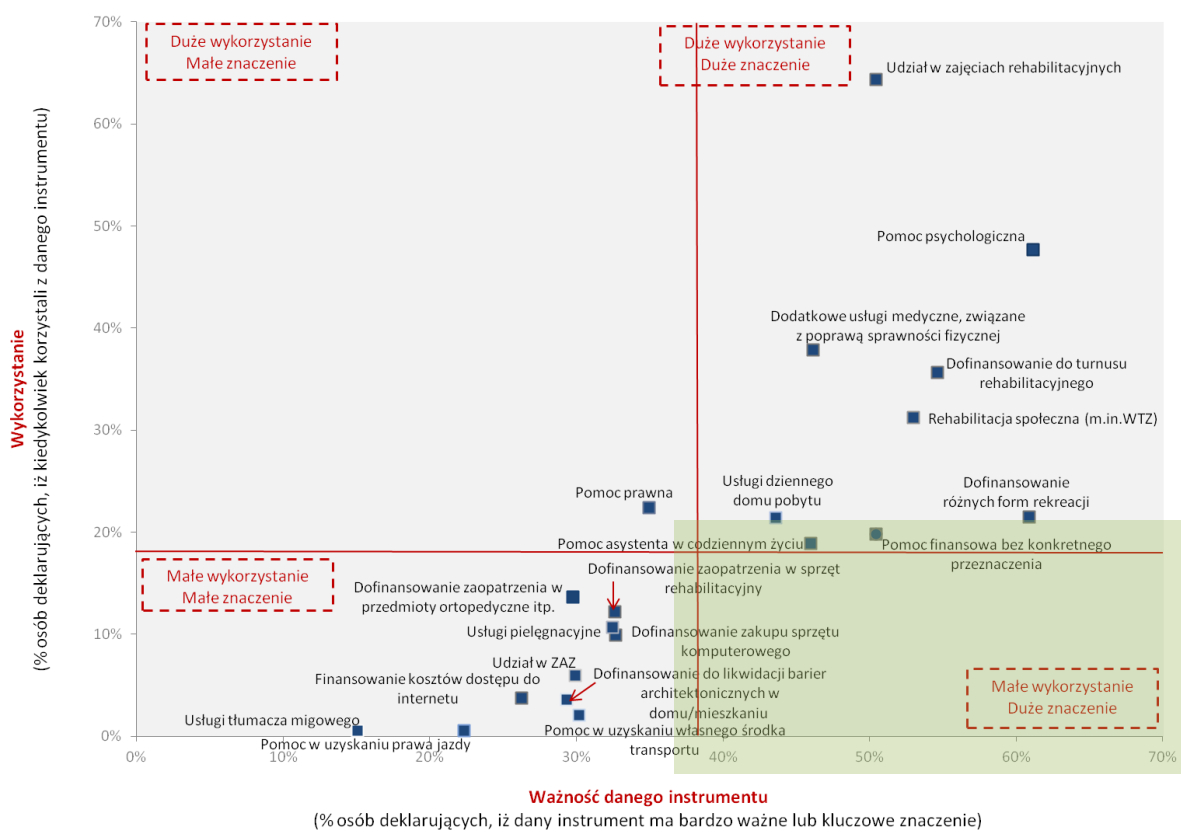 70%
Duże wykorzystanie
Małe znaczenie
Duże wykorzystanie
Duże znaczenie
Udział w zajęciach rehabilitacyjnych
60%
50%
Pomoc psychologiczna
40%
Dodatkowe usługi medyczne, związane
z poprawą sprawności fizycznej
Dofinansowanie do turnusu
rehabilitacyjnego
30%
Rehabilitacja społeczna (m.in.WTZ)
Pomoc prawna
Usługi dziennego
domu pobytu
Dofinansowanie
różnych form rekreacji
20%
Pomoc asystenta w codziennym życiu
Pomoc finansowa bez konkretnego
przeznaczenia
Małe wykorzystanie
Małe znaczenie
Dofinansowanie zaopatrzenia w sprzęt
rehabilitacyjny
Dofinansowanie zaopatrzenia w
przedmioty ortopedyczne itp.
10%
Usługi pielęgnacyjne
Dofinansowanie zakupu sprzętu
komputerowego
Udział w ZAZ
Finansowanie kosztów dostępu do
internetu
Dofinansowanie do likwidacji barier
architektonicznych w
domu/mieszkaniu
Małe wykorzystanie
Duże znaczenie
Usługi tłumacza migowego
Pomoc w uzyskaniu prawa jazdy
Pomoc w uzyskaniu własnego środka
transportu
0%
0%
10%
20%
30%
40%
50%
60%
70%
Wykorzystanie
(% osób deklarujących, iż kiedykolwiek korzystali z danego instrumentu)
Ważność danego instrumentu
(% osób deklarujących, iż dany instrument ma bardzo ważne lub kluczowe znaczenie)